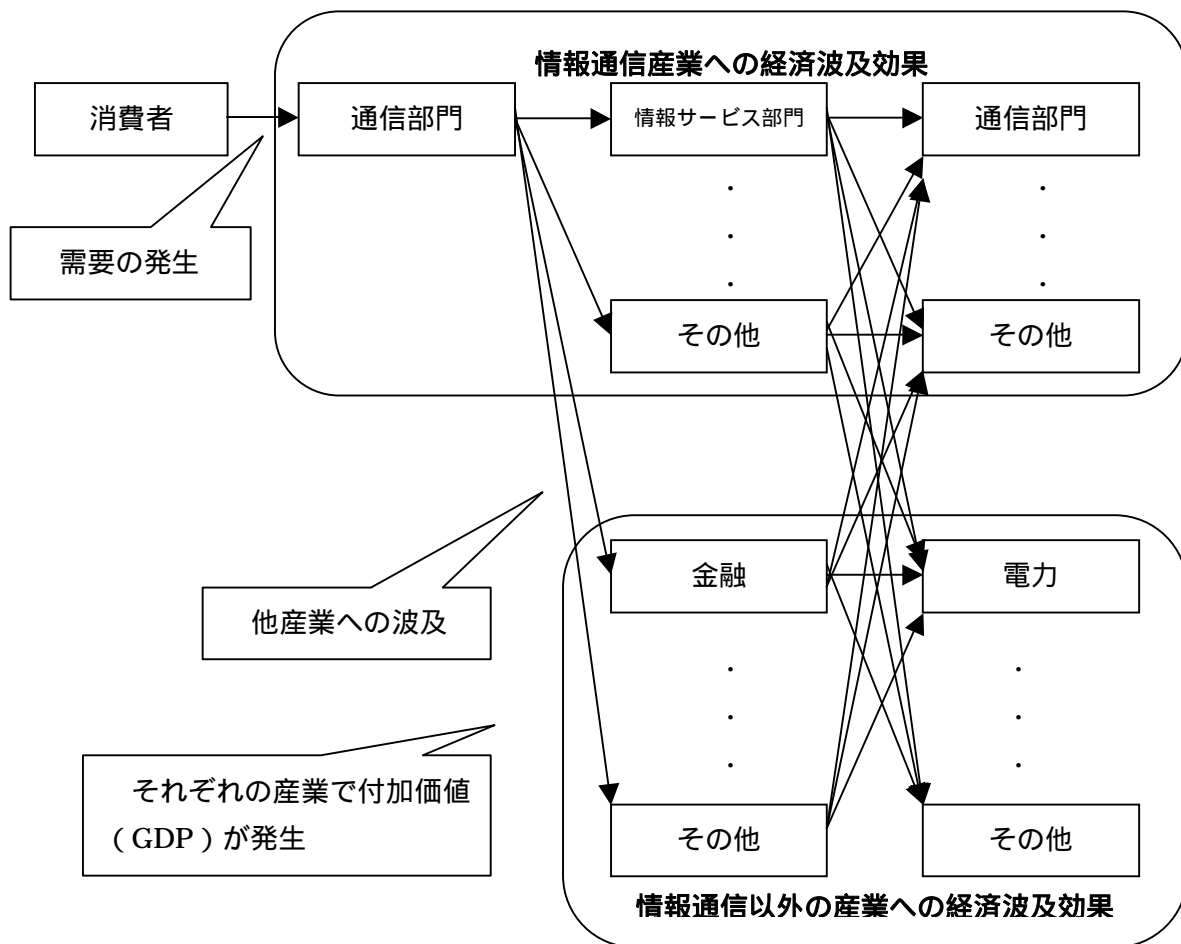 情報通信産業への経済波及効果
消費者
通信部門
情報サービス部門
通信部門
・
・
・
・
・
・
需要の発生
その他
その他
金融
電力
他産業への波及
・
・
・
・
・
・
それぞれの産業で付加価値
(GDP)が発生
その他
その他
情報通信以外の産業への経済波及効果